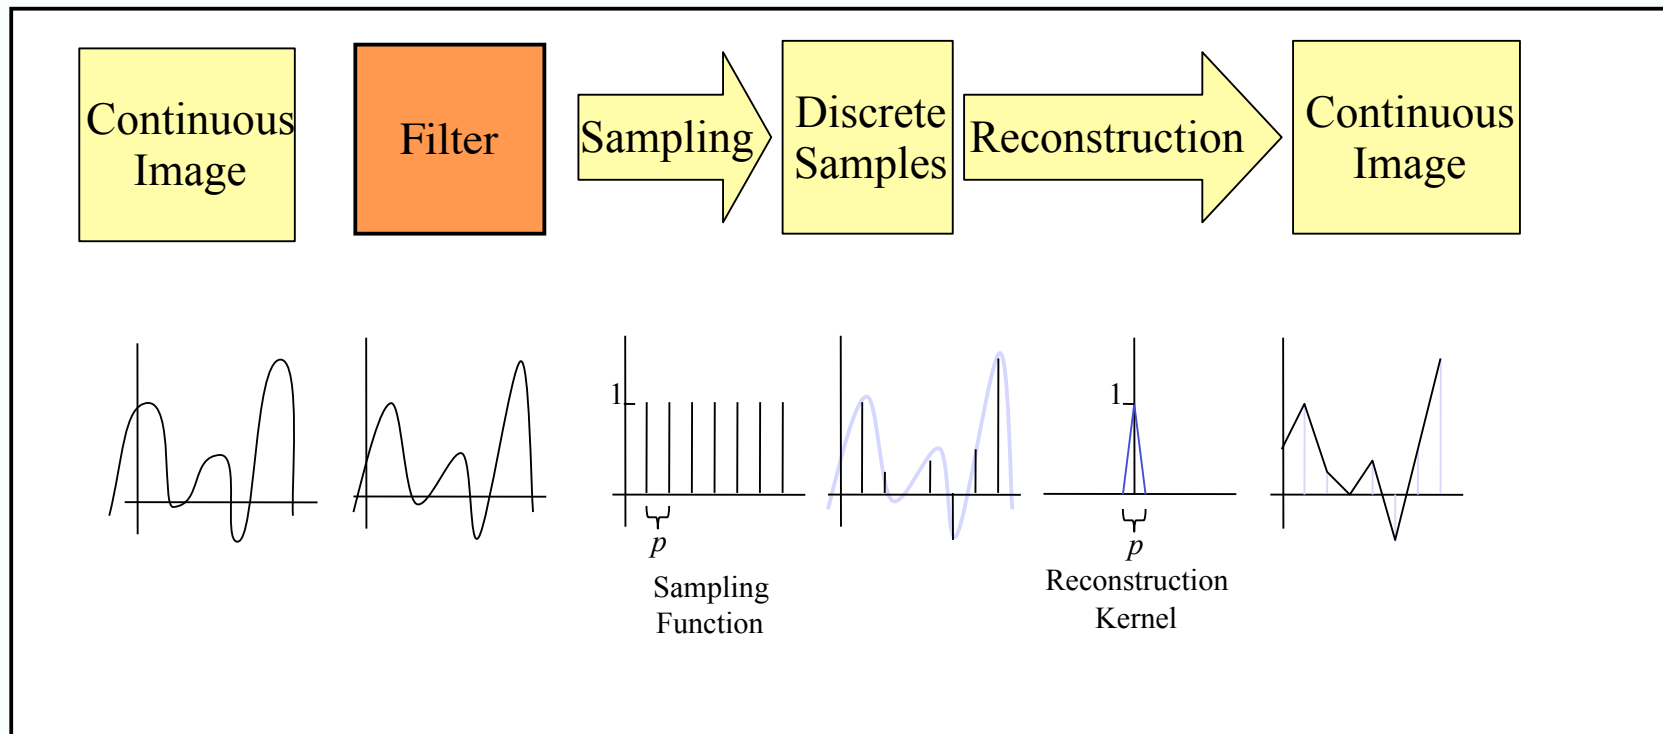 Continuous
Image
Filter
Sampling
Discrete
Samples
Reconstruction
Continuous
Image
1
p
Sampling
Function
1
p
Reconstruction
Kernel